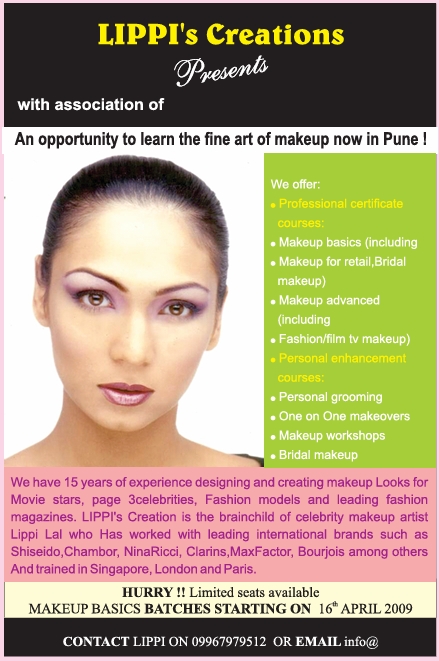 LIPPI's Creations
Presents
with association of
An opportunity to learn the fine art of makeup now in Pune !
We offer:
• Professional certificate
courses:
• Makeup basics (including
• Makeup for retail,Bridal
makeup)
• Makeup advanced
(including
• Fashion/film tv makeup)
• Personal enhancement
courses:
• Personal grooming
• One on One makeovers
• Makeup workshops
• Bridal makeup
We have 15 years of experience designing and creating makeup Looks for
Movie stars, page 3celebrities, Fashion models and leading fashion
magazines. LIPPI's Creation is the brainchild of celebrity makeup artist
Lippi Lal who Has worked with leading international brands such as
Shiseido,Chambor, NinaRicci, Clarins,MaxFactor, Bourjois among others
And trained in Singapore, London and Paris.
HURRY !! Limited seats available
MAKEUP BASICS BATCHES STARTING ON 16th APRIL 2009
CONTACT LIPPI ON 09967979512 OR EMAIL info@